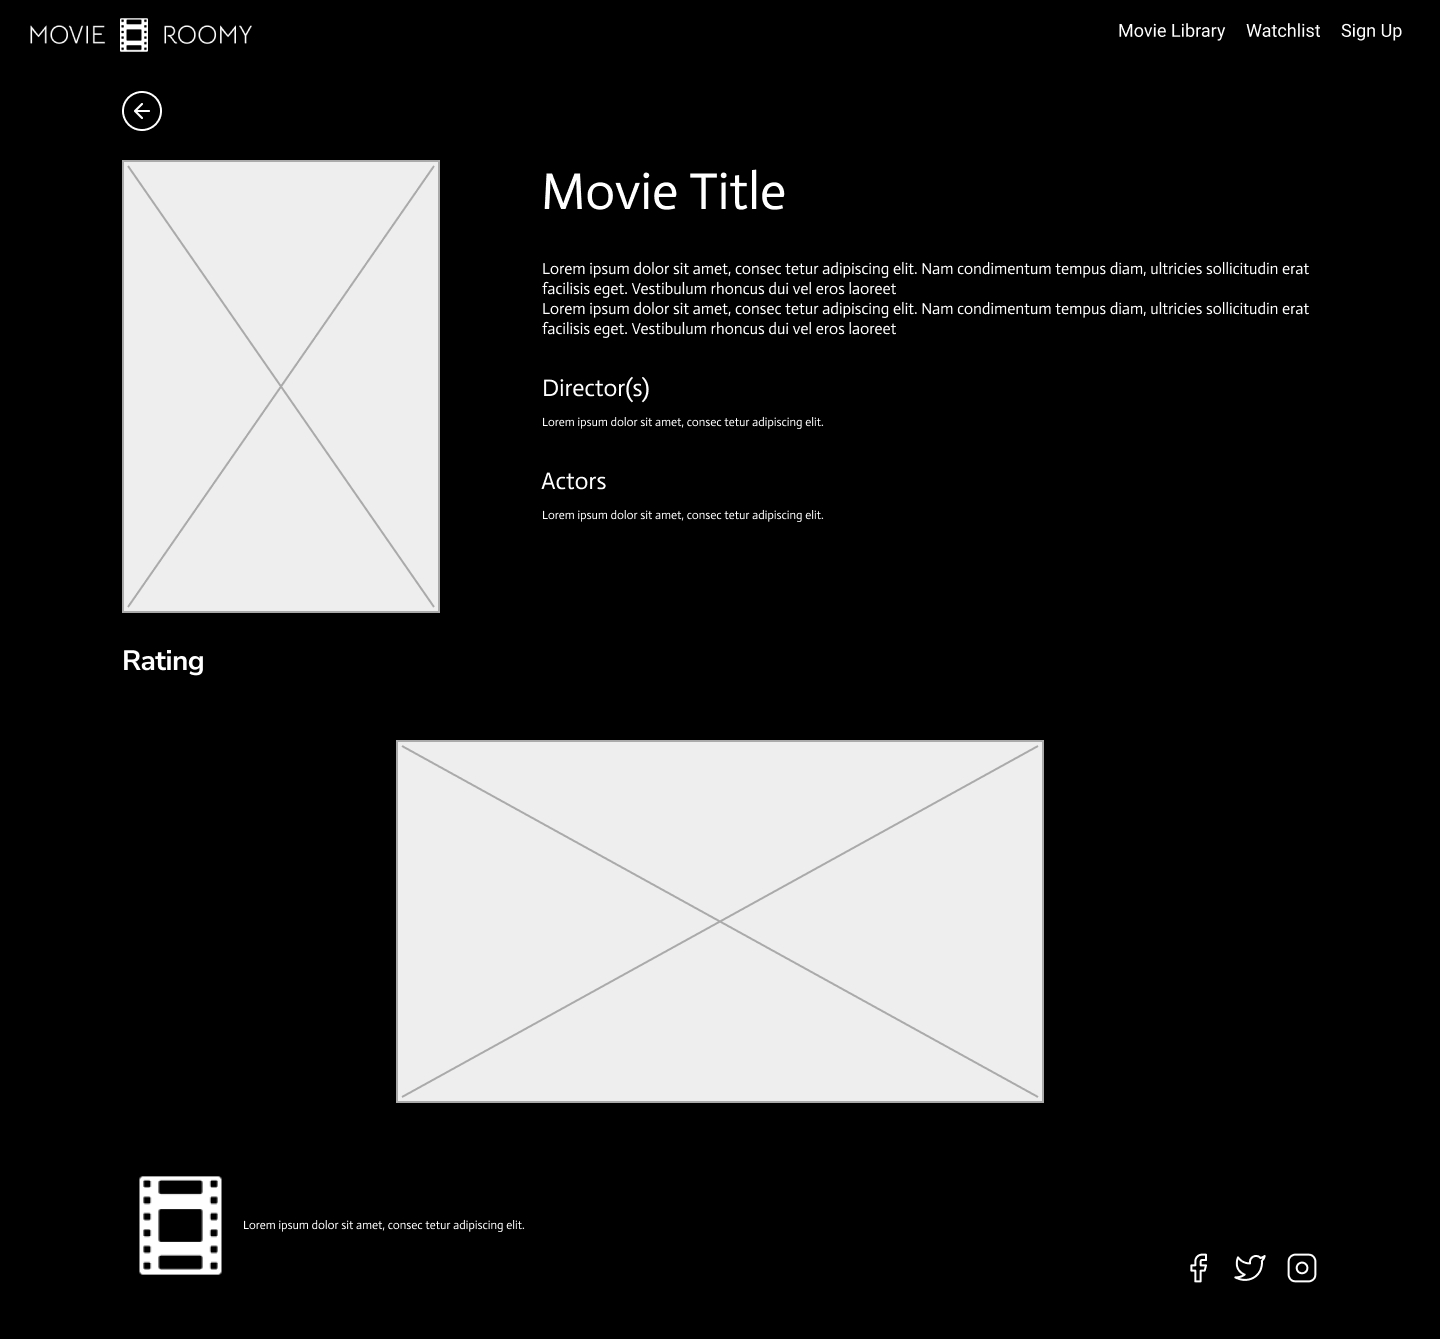 MOVIE ROOMY
Movie Library Watchlist Sign Up
Movie Title
Lorem ipsum dolor sit amet, consec tetur adipiscing elit. Nam condimentum tempus diam, ultricies sollicitudin erat
facilisis eget. Vestibulum rhoncus dui vel eros laoreet
Lorem ipsum dolor sit amet, consec tetur adipiscing elit. Nam condimentum tempus diam, ultricies sollicitudin erat
facilisis eget. Vestibulum rhoncus dui vel eros laoreet
Director(s)
Lorem ipsum dolor sit amet, consec tetur adipiscing elit.
Actors
Lorem ipsum dolor sit amet, consec tetur adipiscing elit.
Rating
Lorem ipsum dolor sit amet, consec tetur adipiscing elit.